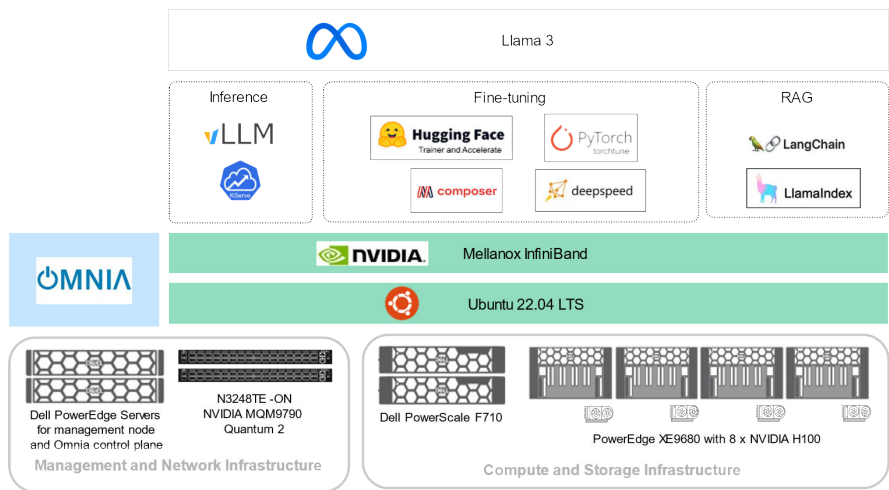 Llama 3
Inference
Fine-tuning
RAG
vLLM
KServe
Hugging Face
Trainer and Accelerate
PyTorch
torchtune
composer
deepspeed
LangChain
LlamaIndex
OMNIA
NVIDIA.
Mellanox InfiniBand
Ubuntu 22.04 LTS
Dell PowerEdge Servers
for management node
and Omnia control plane
N3248TE -ON
NVIDIA MQM9790
Quantum 2
Dell PowerScale F710
PowerEdge XE9680 with 8 x NVIDIA H100
Management and Network Infrastructure
Compute and Storage Infrastructure